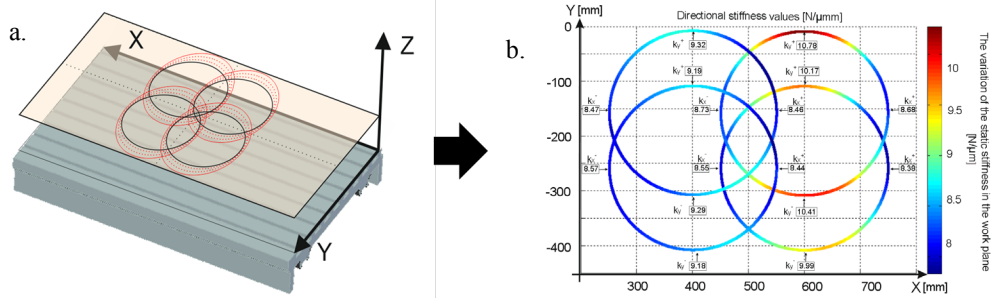 a.
X
Z
Y
b.
Y [mm]
Directional stiffness values [N/μmm]
0
-100
-200
-300
-400
300
400
500
600
700
X [mm]
ky+ 9.32
ky+ 10.78
ky+ 9.19
ky+ 10.17
kx- 8.47
kx- 8.73
kx+ 8.46
kx+ 8.68
kx- 8.57
kx- 8.55
kx+ 8.44
kx+ 8.38
ky- 9.29
ky- 10.41
ky- 9.18
ky- 9.99
10
9.5
9
8.5
8
The variation of the static stiffness in the work plane
[N/μm]